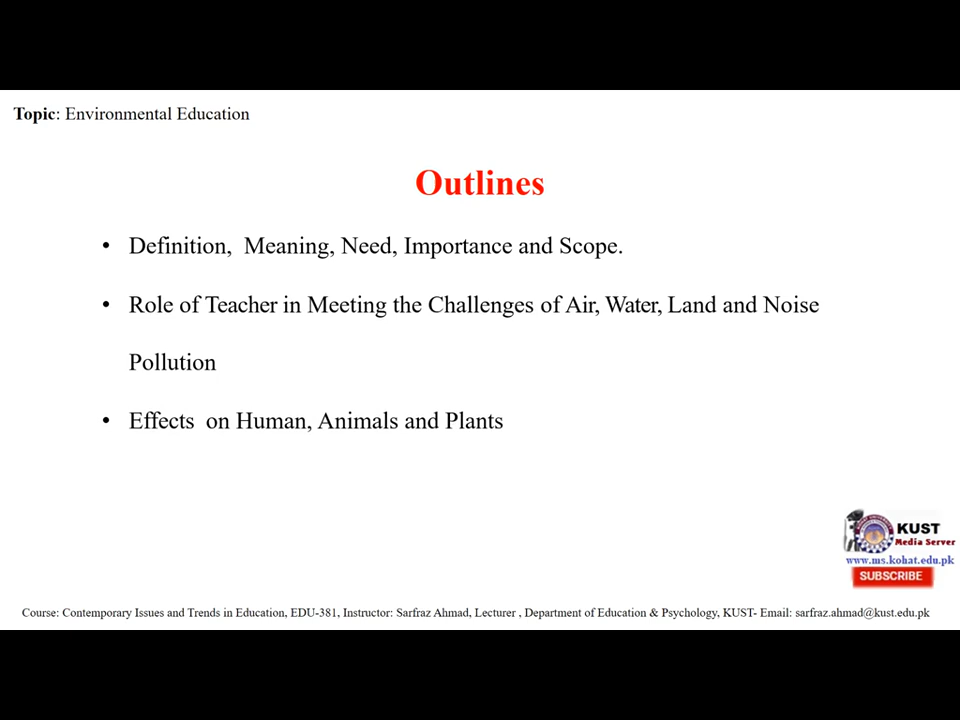 Topic: Environmental Education
Outlines
• Definition, Meaning, Need, Importance and Scope.
• Role of Teacher in Meeting the Challenges of Air, Water, Land and Noise
Pollution
• Effects on Human, Animals and Plants
KUST
Media Server
www.ms.kohat.edu.pk
SUBSCRIBE
Course: Contemporary Issues and Trends in Education, EDU-381, Instructor: Sarfraz Ahmad, Lecturer , Department of Education & Psychology, KUST- Email: sarfraz.ahmad@kust.edu.pk